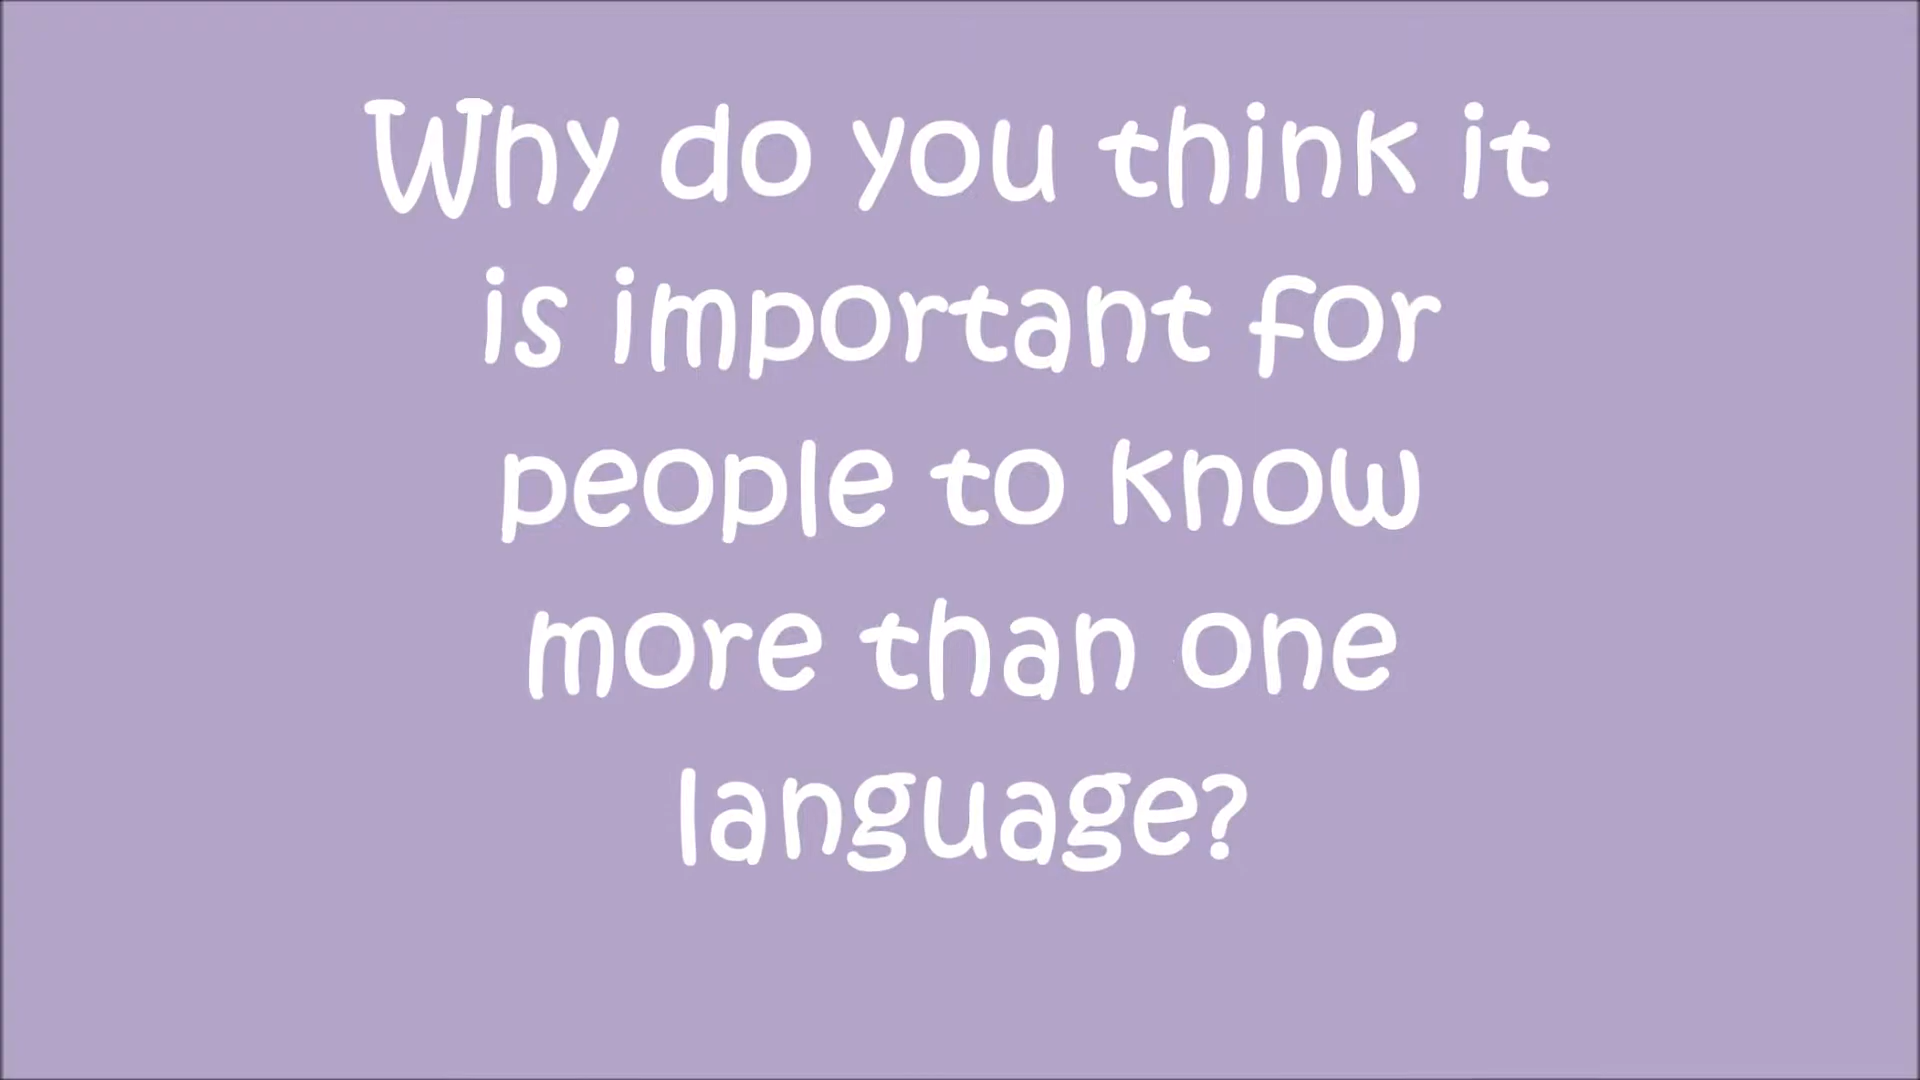 Why do you think it
is important for
people to know
more than one
language?